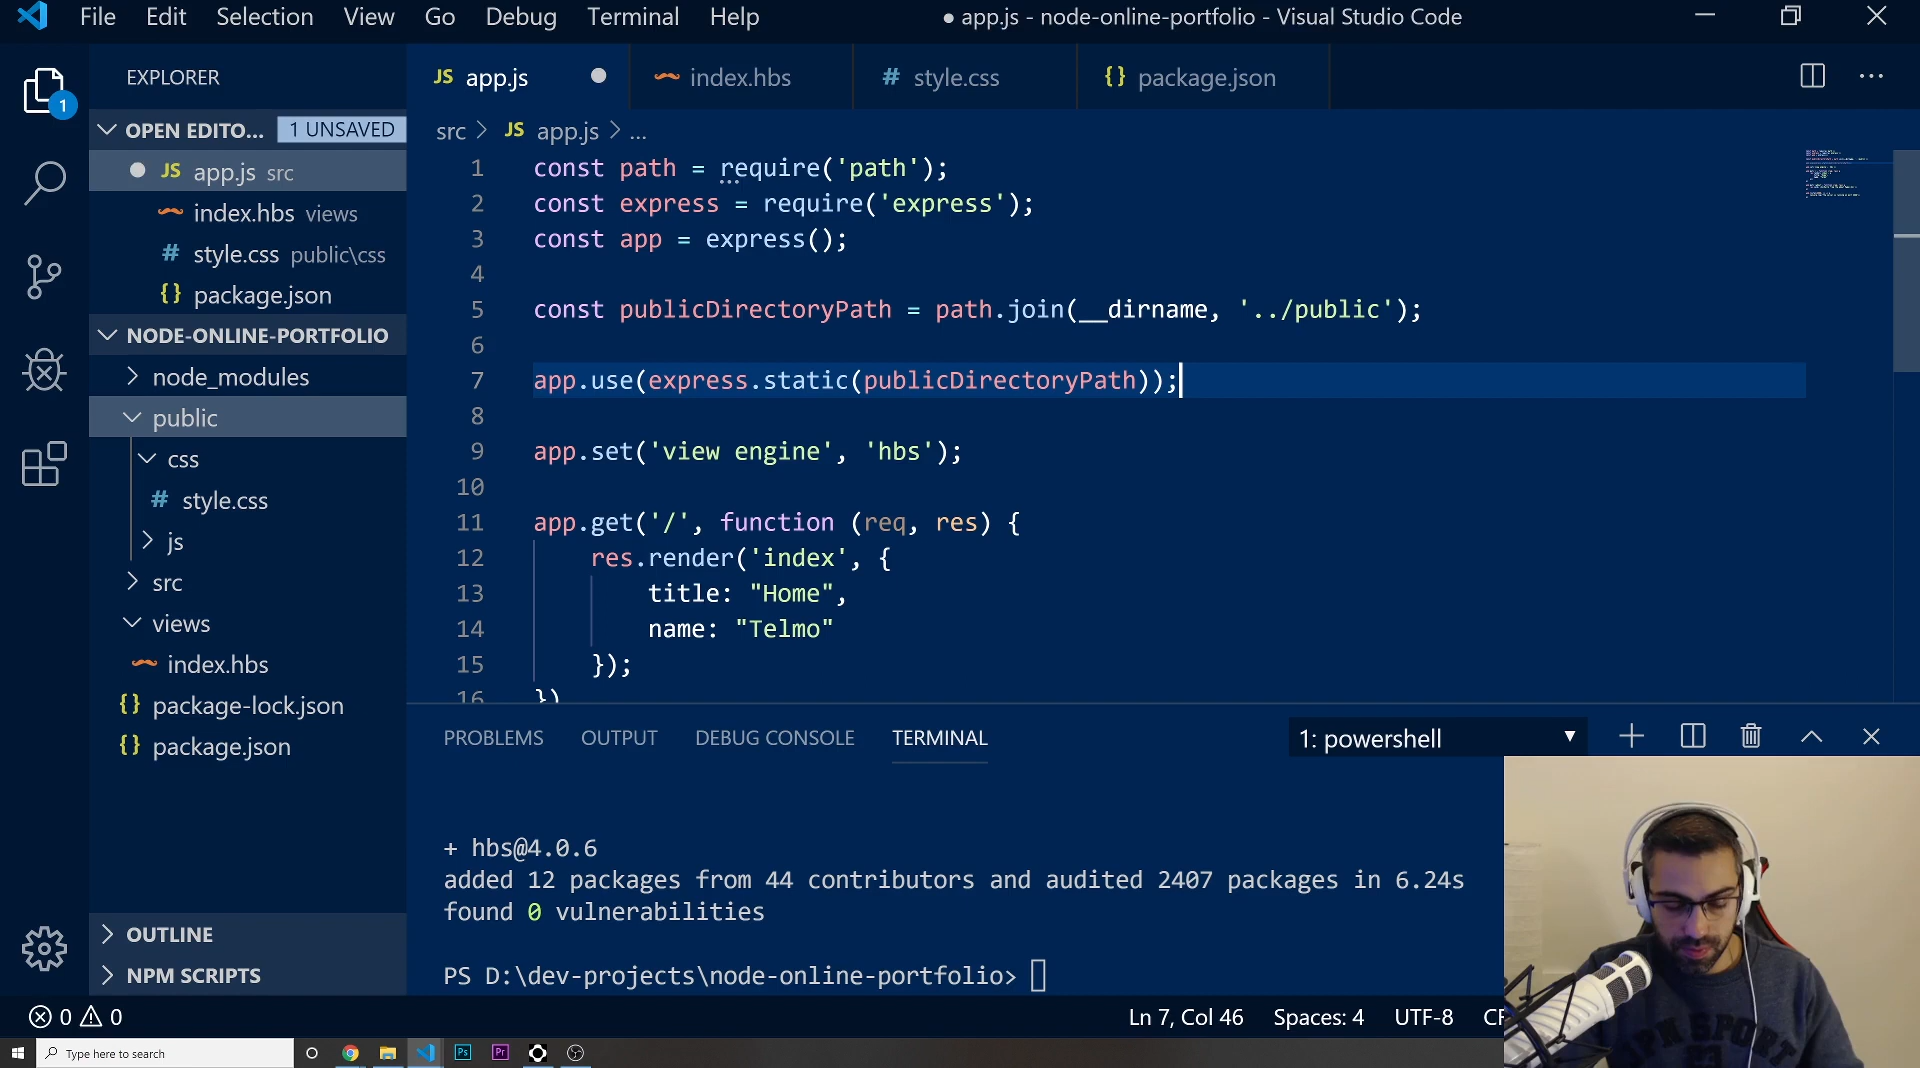 File Edit Selection View Go Debug Terminal Help
● app.js - node-online-portfolio - Visual Studio Code
EXPLORER
1
OPEN EDITO... 1 UNSAVED
JS app.js src
index.hbs views
# style.css public\css
{} package.json
NODE-ONLINE-PORTFOLIO
node_modules
public
css
# style.css
js
src
views
index.hbs
{} package-lock.json
{} package.json
OUTLINE
NPM SCRIPTS
JS app.js
index.hbs
# style.css
{} package.json
src > JS app.js > ...
1 const path = require('path');
2 const express = require('express');
3 const app = express();
4
5 const publicDirectoryPath = path.join(__dirname, '../public');
6
7 app.use(express.static(publicDirectoryPath));
8
9 app.set('view engine', 'hbs');
10
11 app.get('/', function (req, res) {
12 res.render('index', {
13 title: "Home",
14 name: "Telmo"
15 });
16 })
PROBLEMS OUTPUT DEBUG CONSOLE TERMINAL
1: powershell
+ hbs@4.0.6
added 12 packages from 44 contributors and audited 2407 packages in 6.24s
found 0 vulnerabilities
PS D:\dev-projects\node-online-portfolio>
0 0
Ln 7, Col 46 Spaces: 4 UTF-8
Type here to search
Ps
Pr